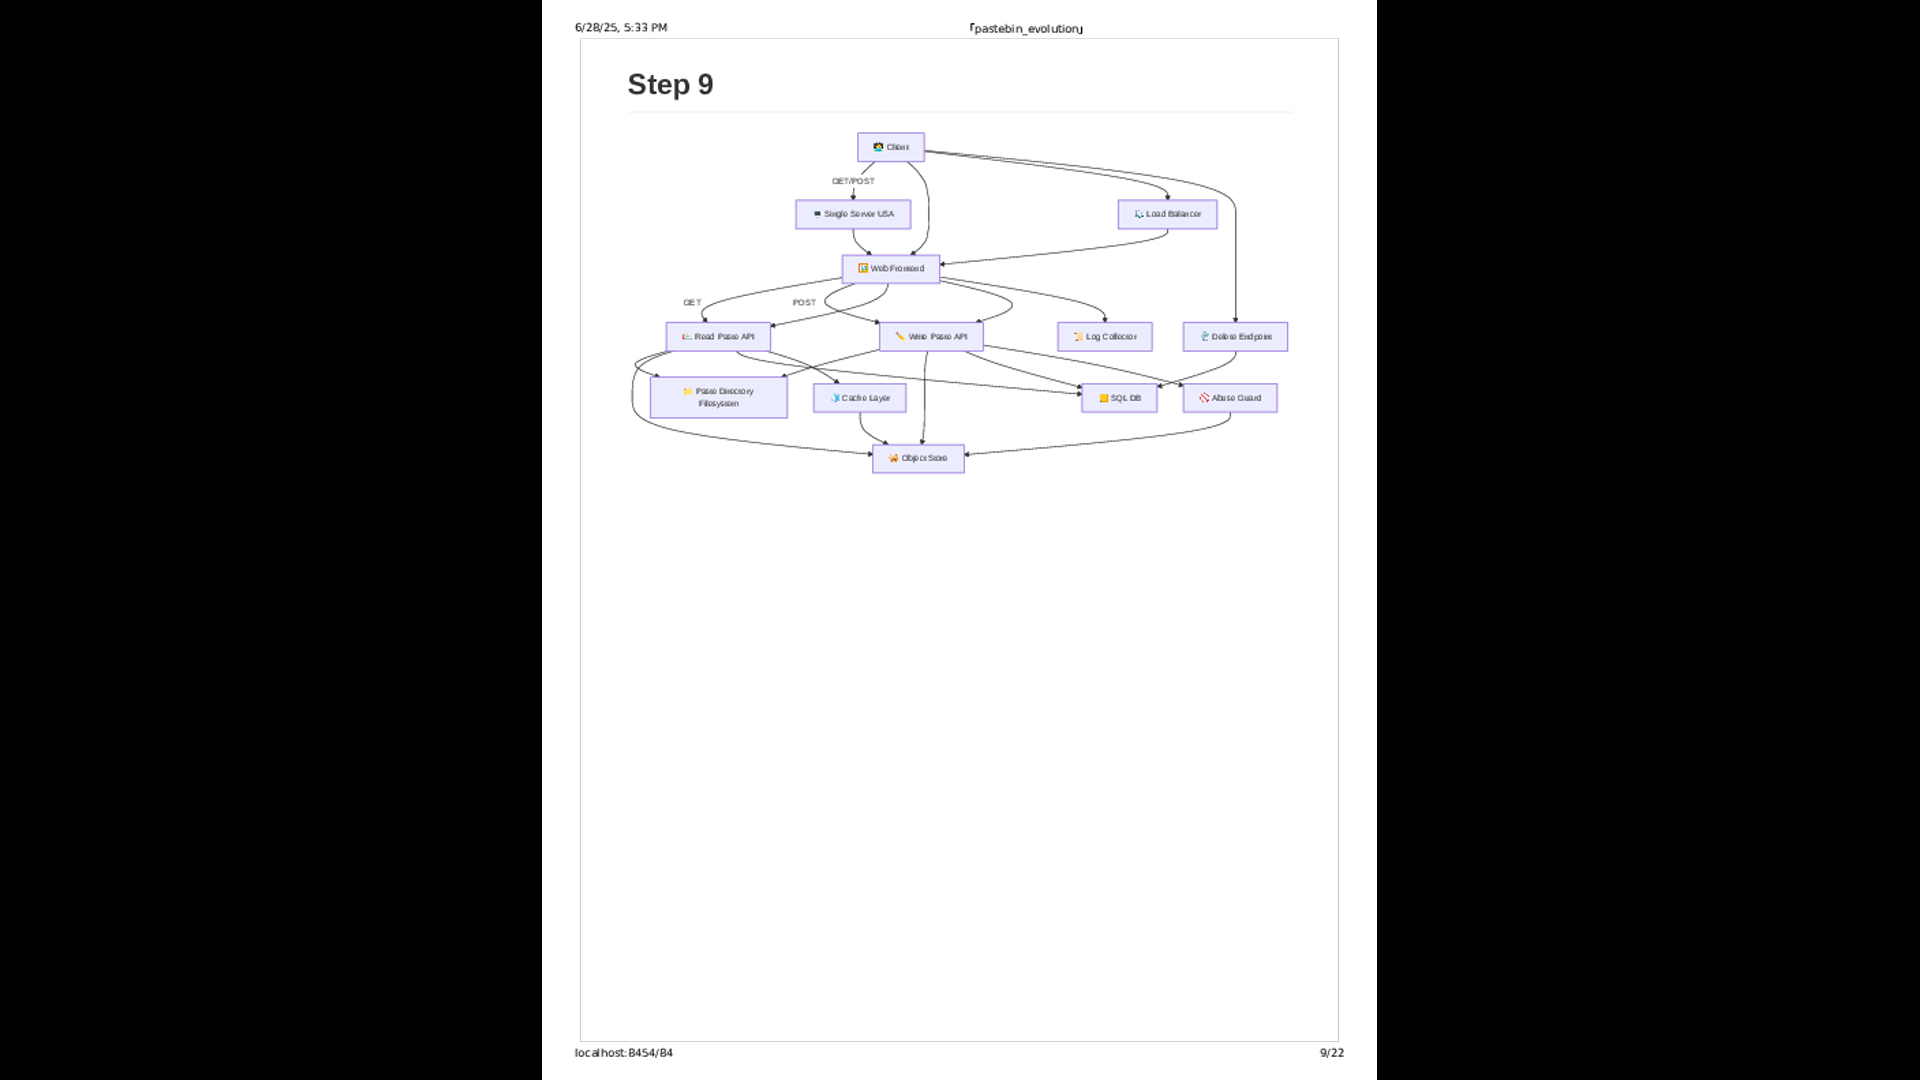 6/28/25, 5:33 PM
「pastebin_evolution」
Step 9
Client
GET/POST
Single Server USA
Load Balancer
Web Frontend
GET
POST
Read Paste API
Write Paste API
Log Collector
Delete Endpoint
Paste Directory
Filesystem
Cache Layer
SQL DB
Abuse Guard
Object Store
localhost:8454/84
9/22